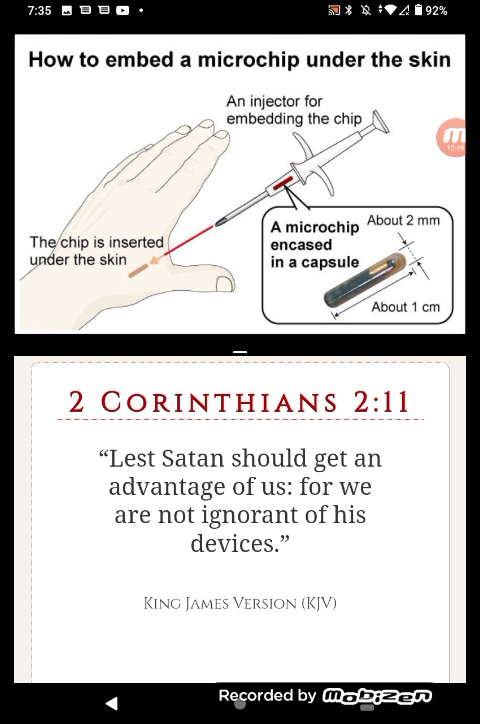 7:35
92%
How to embed a microchip under the skin
An injector for
embedding the chip
m
13:49
The chip is inserted
under the skin
A microchip
encased
in a capsule
About 2 mm
About 1 cm
2 Corinthians 2:11
“Lest Satan should get an
advantage of us: for we
are not ignorant of his
devices.”
King James Version (KJV)
Recorded by mobizen